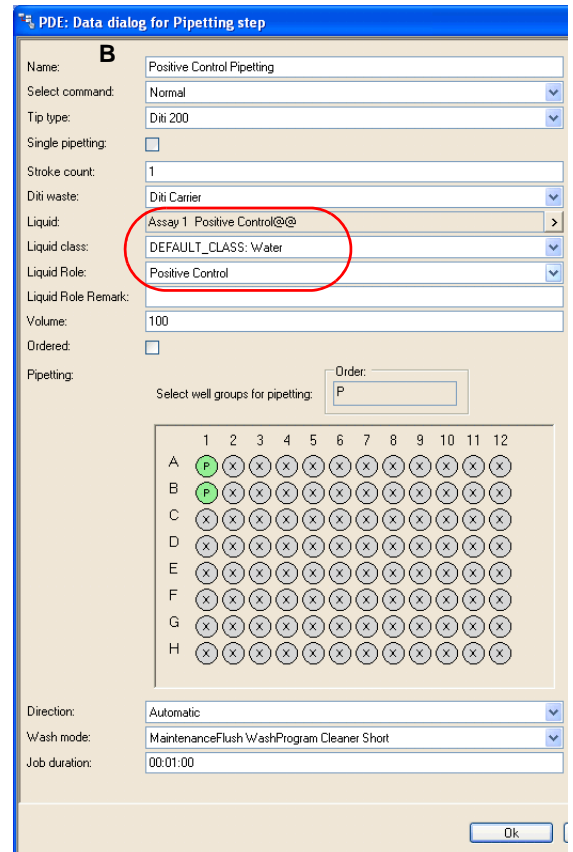 PDE: Data dialog for Pipetting step
B
Name: Positive Control Pipetting
Select command: Normal
Tip type: Diti 200
Single pipetting:
Stroke count: 1
Diti waste: Diti Carrier
Liquid: Assay 1 Positive Control@@ >
Liquid class: DEFAULT_CLASS: Water
Liquid Role: Positive Control
Liquid Role Remark:
Volume: 100
Ordered:
Pipetting:
Order:
Select well groups for pipetting: P
1 2 3 4 5 6 7 8 9 10 11 12
A P X X X X X X X X X X X
B P X X X X X X X X X X X
C X X X X X X X X X X X X
D X X X X X X X X X X X X
E X X X X X X X X X X X X
F X X X X X X X X X X X X
G X X X X X X X X X X X X
H X X X X X X X X X X X X
Direction: Automatic
Wash mode: MaintenanceFlush WashProgram Cleaner Short
Job duration: 00:01:00
Ok